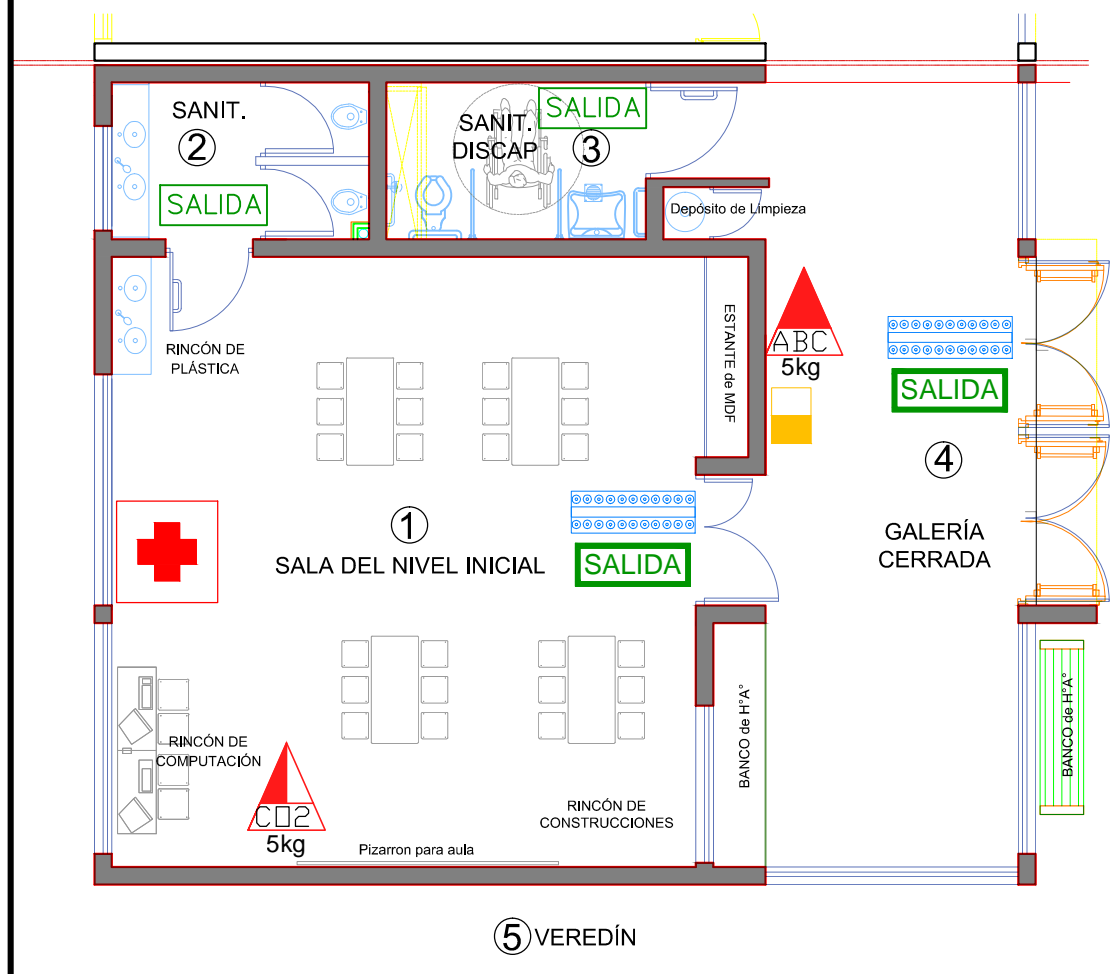 SANIT.
2
SALIDA
SANIT.
DISCAP
SALIDA
3
Depósito de Limpieza
RINCÓN DE
PLÁSTICA
ESTANTE de MDF
ABC
5kg
SALIDA
4
GALERÍA
CERRADA
1
SALA DEL NIVEL INICIAL
SALIDA
RINCÓN DE
COMPUTACIÓN
CO2
5kg
Pizarron para aula
RINCÓN DE
CONSTRUCCIONES
BANCO de H°A°
BANCO de H°A°
5 VEREDÍN